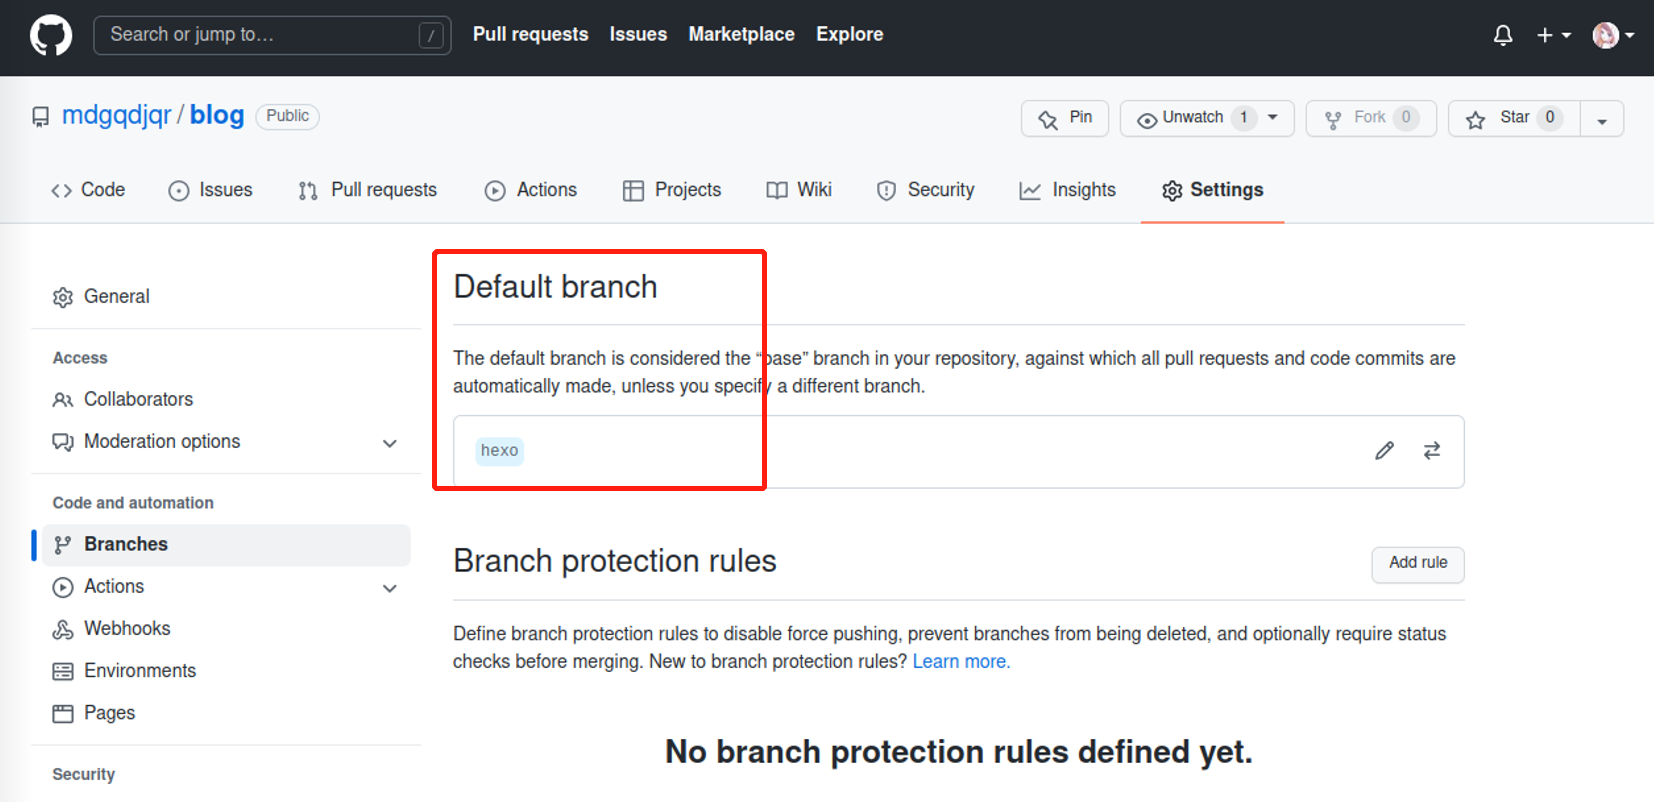 Search or jump to…
/
Pull requests
Issues
Marketplace
Explore
mdgqdjqr / blog
Public
Pin
Unwatch 1
Fork 0
Star 0
Code
Issues
Pull requests
Actions
Projects
Wiki
Security
Insights
Settings
General
Access
Collaborators
Moderation options
Code and automation
Branches
Actions
Webhooks
Environments
Pages
Security
Default branch
The default branch is considered the “base” branch in your repository, against which all pull requests and code commits are
automatically made, unless you specify a different branch.
hexo
Branch protection rules
Add rule
Define branch protection rules to disable force pushing, prevent branches from being deleted, and optionally require status
checks before merging. New to branch protection rules? Learn more.
No branch protection rules defined yet.